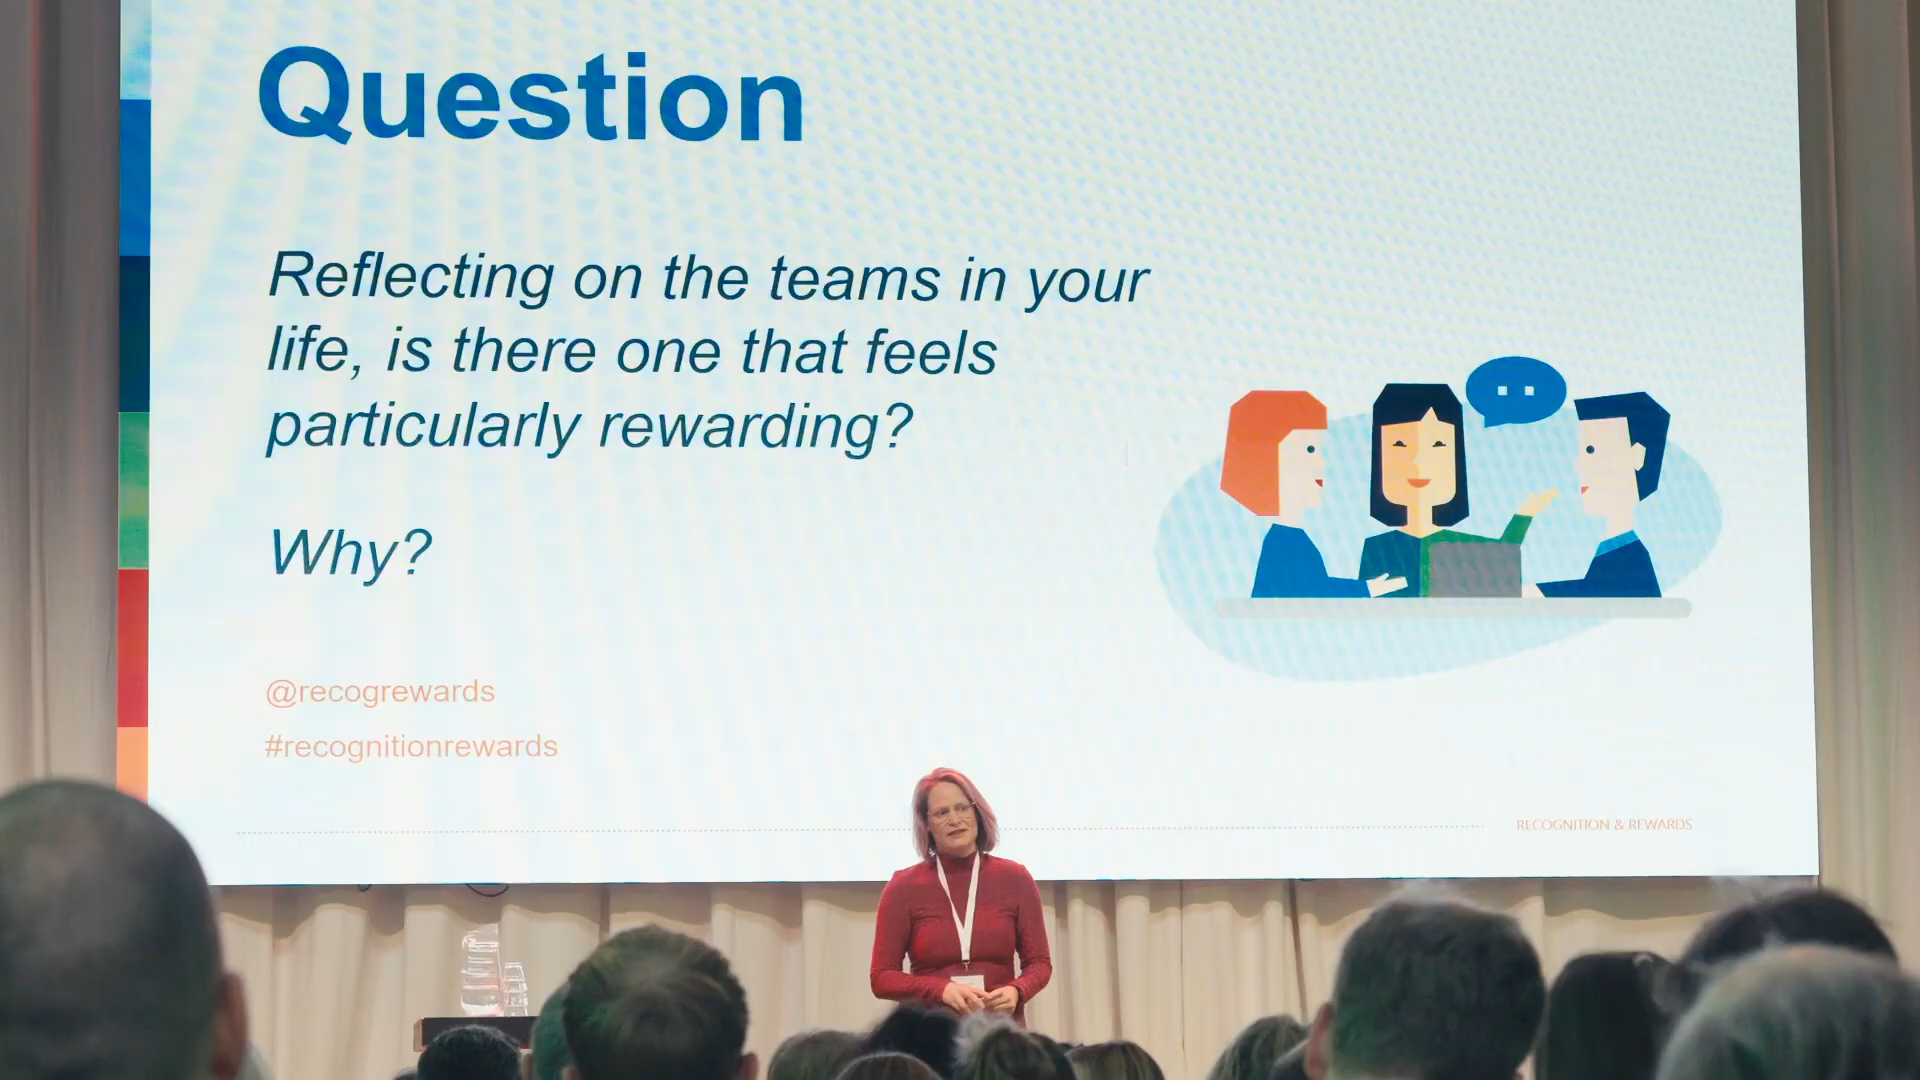 Question
Reflecting on the teams in your
life, is there one that feels
particularly rewarding?
Why?
@recogrewards
#recognitionrewards
RECOGNITION & REWARDS